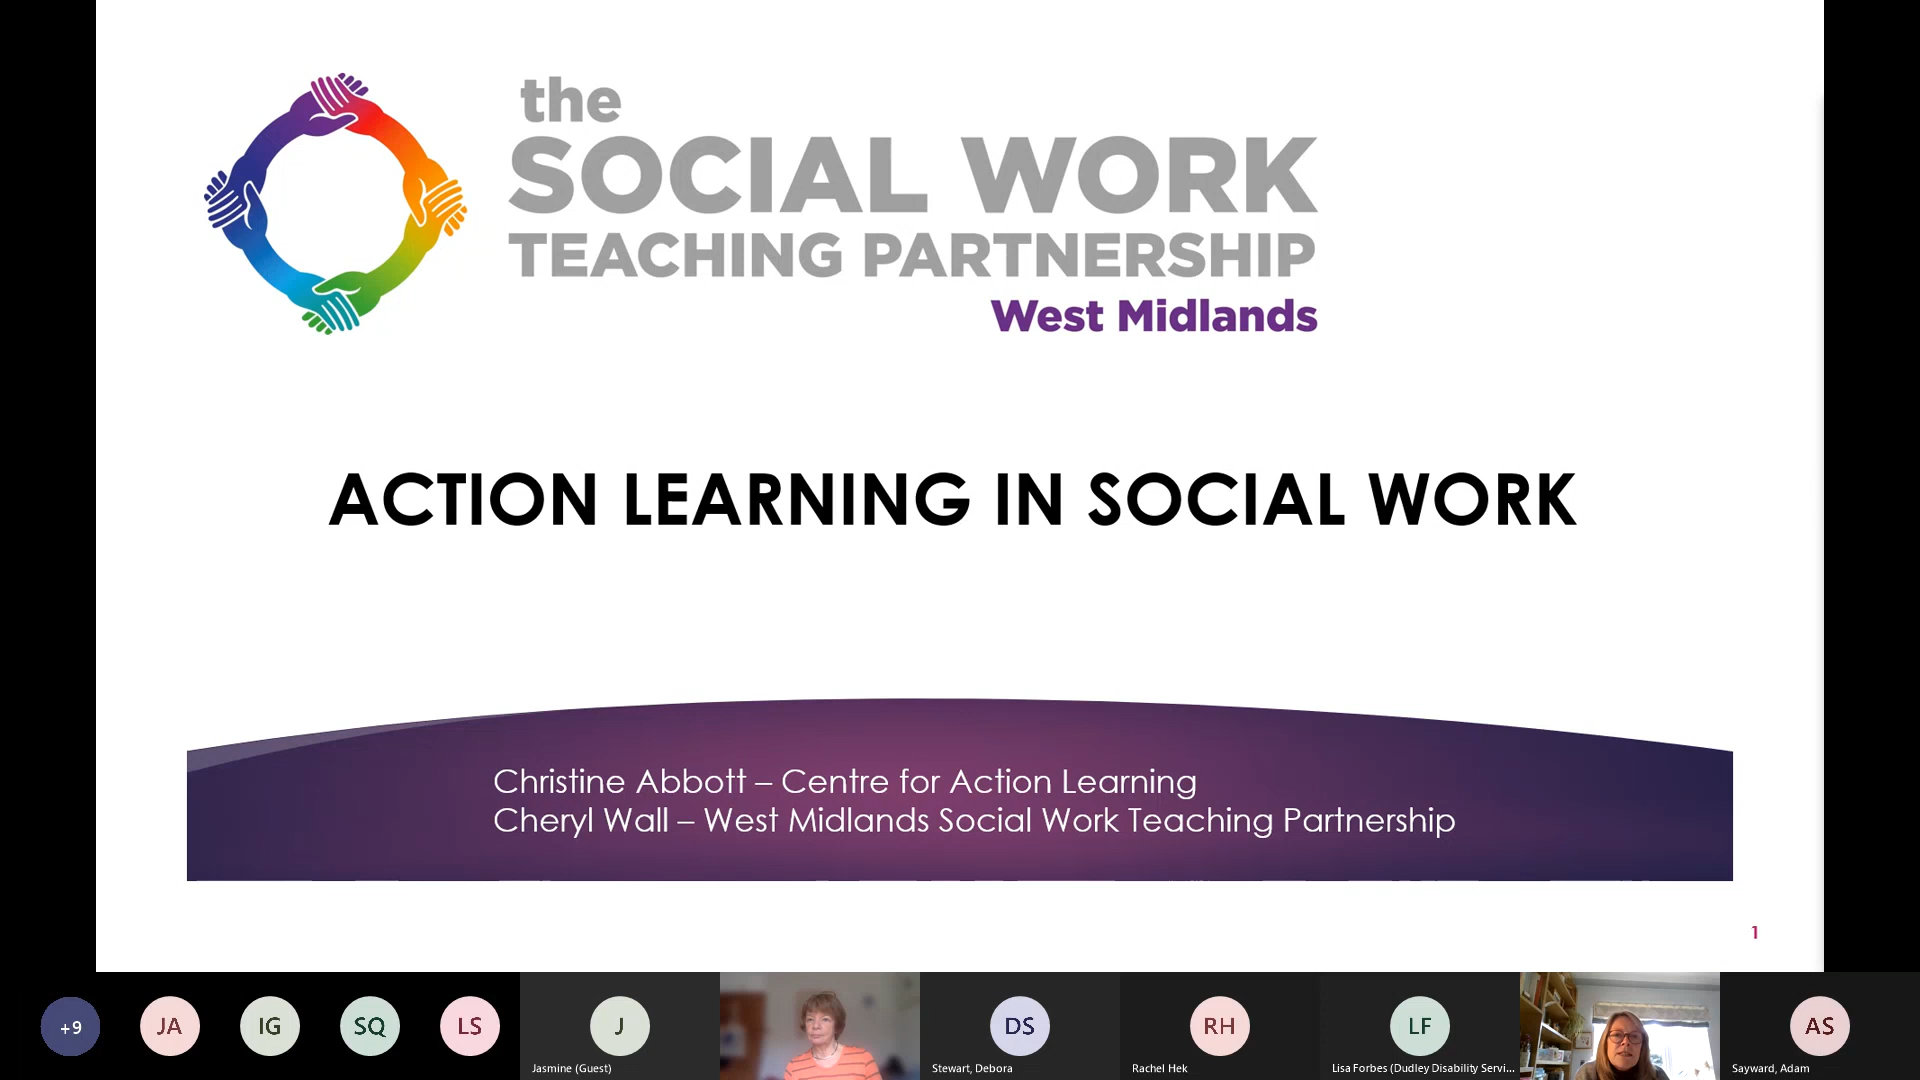 the
SOCIAL WORK
TEACHING PARTNERSHIP
West Midlands
ACTION LEARNING IN SOCIAL WORK
Christine Abbott – Centre for Action Learning
Cheryl Wall – West Midlands Social Work Teaching Partnership
1
+9
JA
IG
SQ
LS
J
DS
RH
LF
AS
Jasmine (Guest)
Stewart, Debora
Rachel Hek
Lisa Forbes (Dudley Disability Servi...
Sayward, Adam